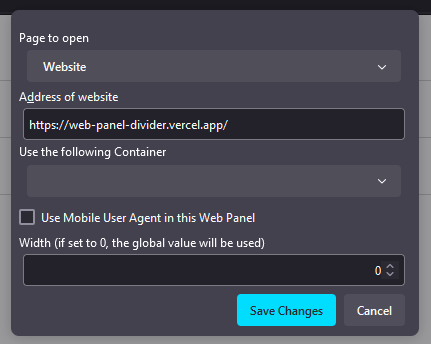 Page to open
Website
Address of website
https://web-panel-divider.vercel.app/
Use the following Container
Use Mobile User Agent in this Web Panel
Width (if set to 0, the global value will be used)
0
Save Changes
Cancel